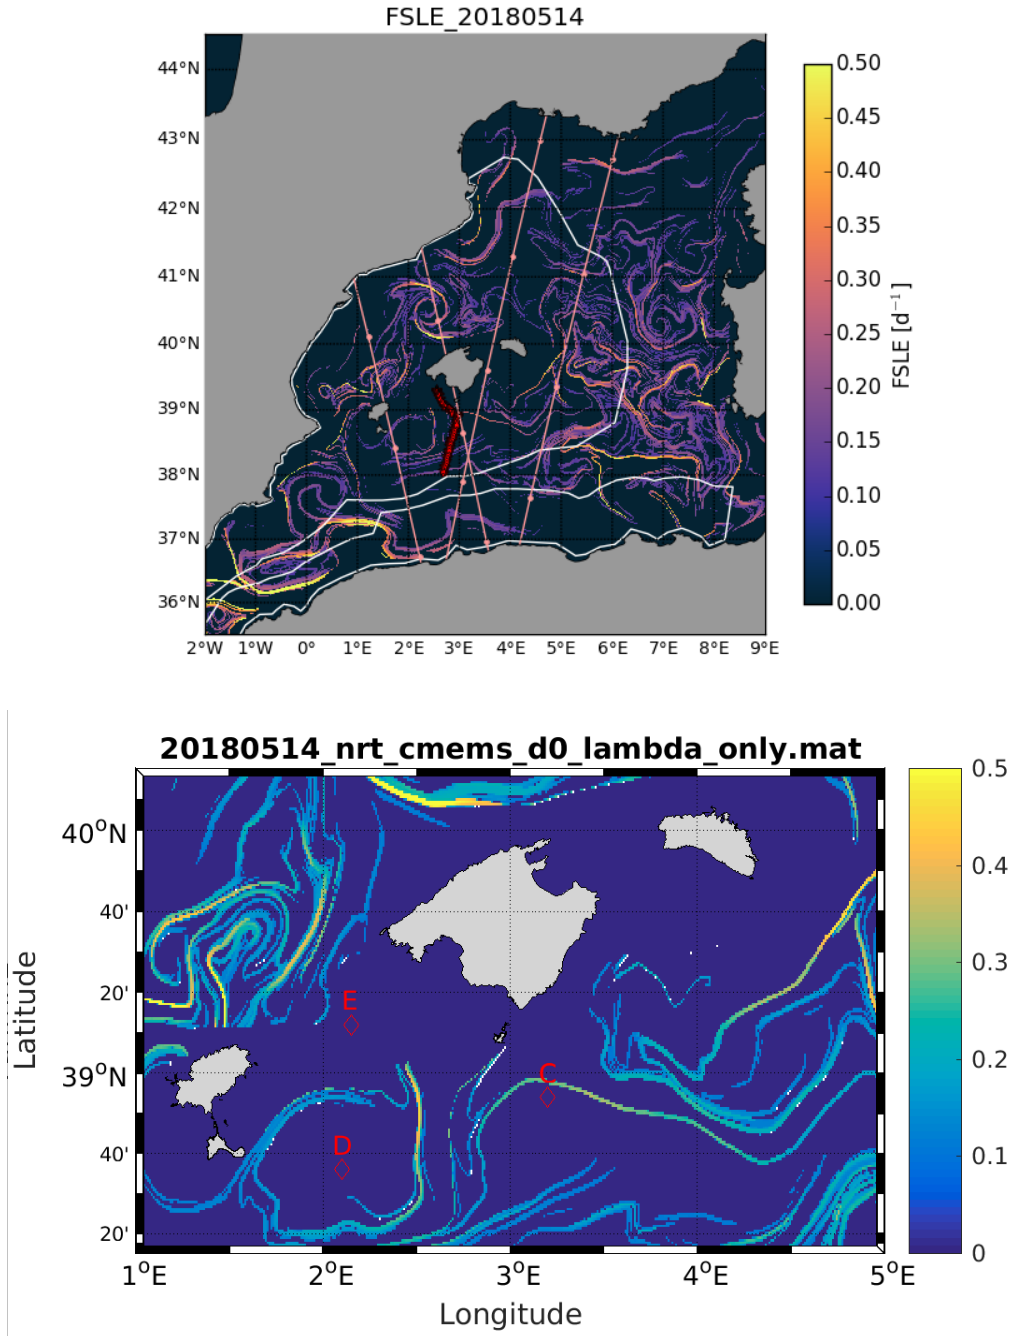 FSLE_20180514
44°N
43°N
42°N
41°N
40°N
39°N
38°N
37°N
36°N
2°W 1°W 0° 1°E 2°E 3°E 4°E 5°E 6°E 7°E 8°E 9°E
0.50
0.45
0.40
0.35
0.30
0.25
0.20
0.15
0.10
0.05
0.00
FSLE [d⁻¹]
20180514_nrt_cmems_d0_lambda_only.mat
40°N
40'
20'
39°N
40'
20'
Latitude
E
C
D
1°E 2°E 3°E 4°E 5°E
Longitude
0.5
0.4
0.3
0.2
0.1
0